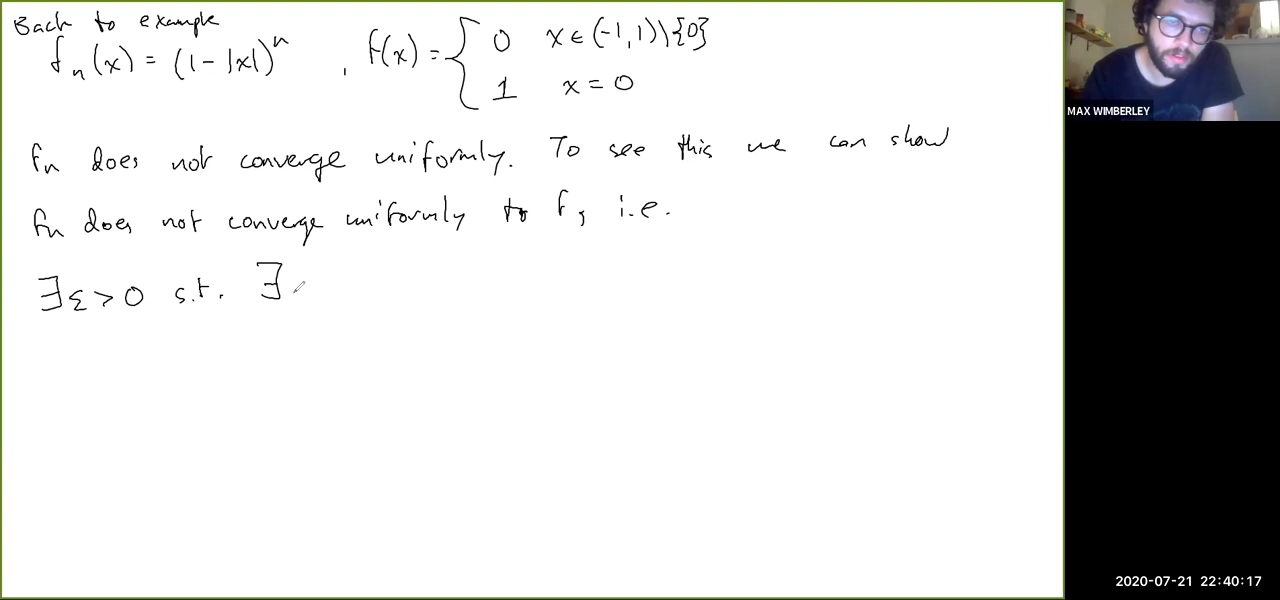 Back to example
fₙ(x) = (1 - |x|)ⁿ , f(x) = { 0 x ∈ (-1,1)\{0}
1 x = 0
fₙ does not converge uniformly. To see this we can show
fₙ does not converge uniformly to f, i.e.
∃ε > 0 s.t. ∃
MAX WIMBERLEY
2020-07-21 22:40:17